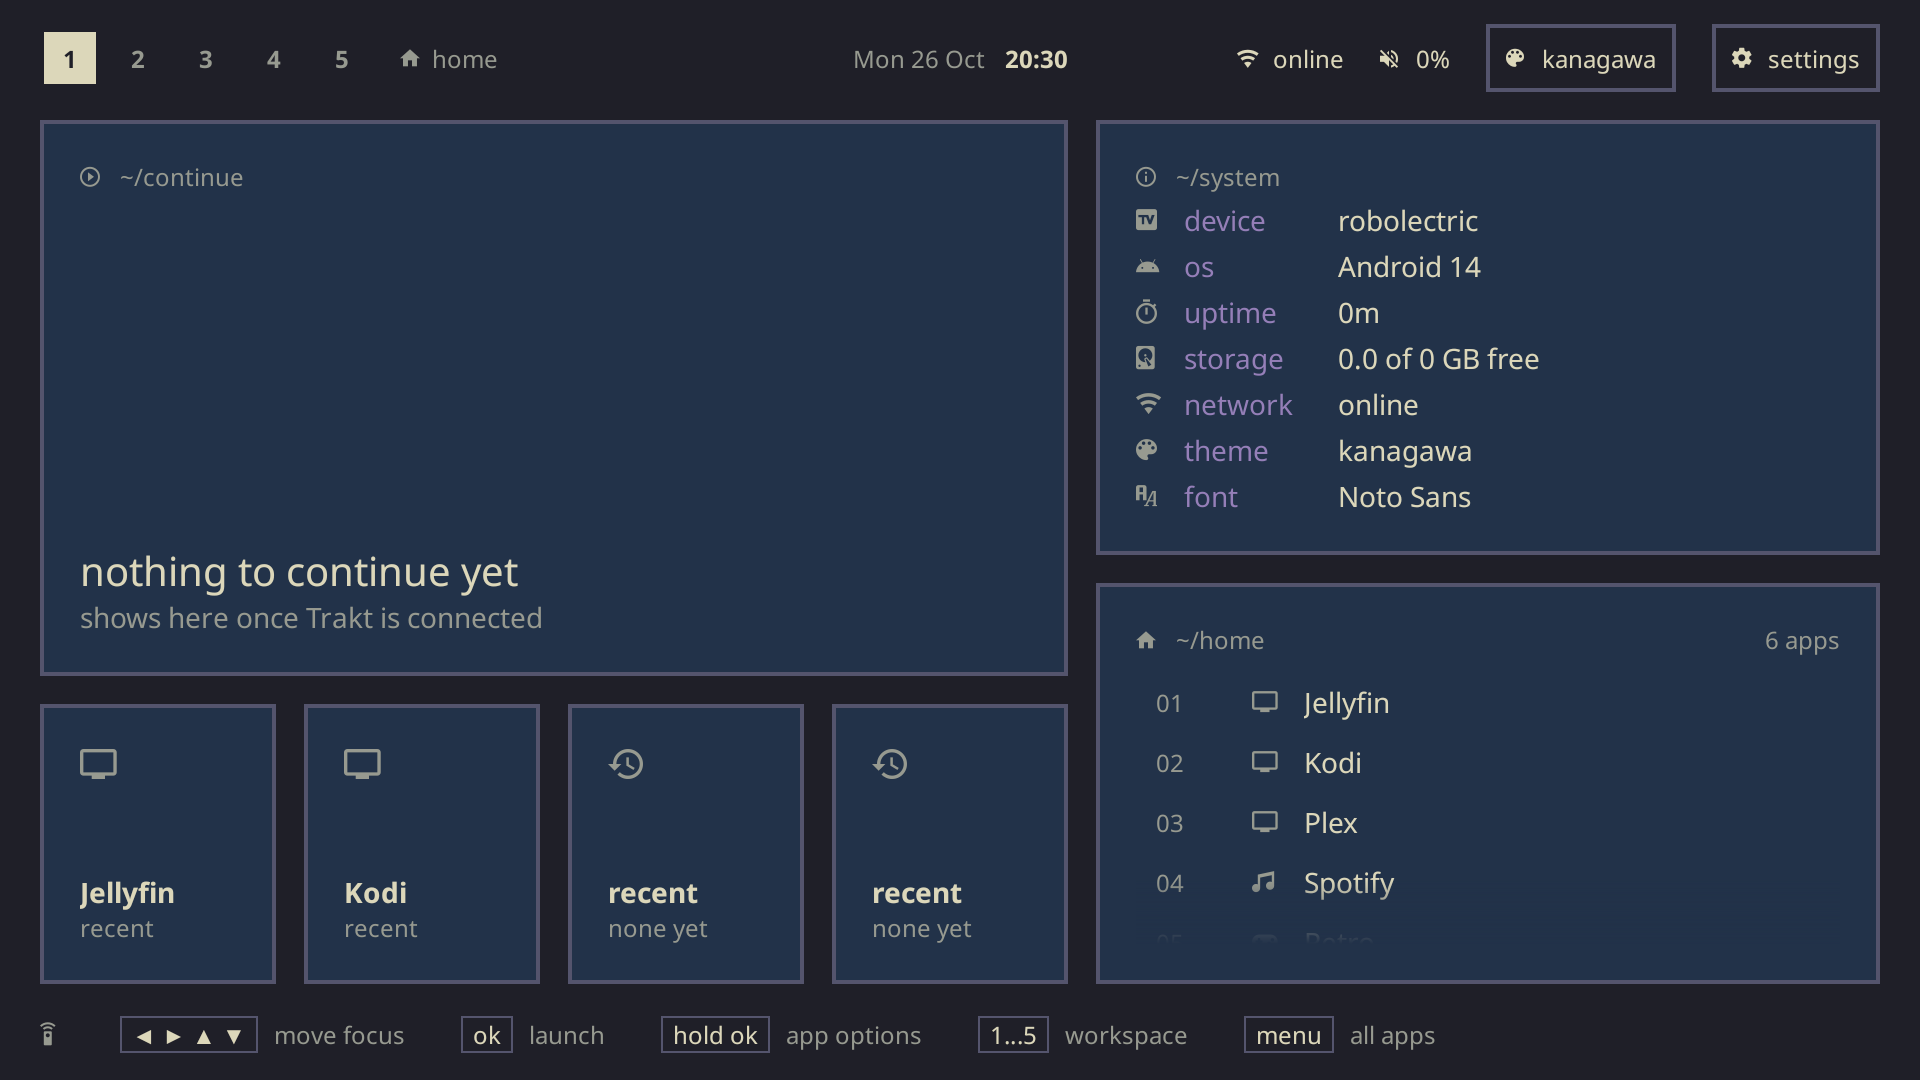 1 2 3 4 5 home
Mon 26 Oct 20:30
online 0% kanagawa settings
~/continue
nothing to continue yet
shows here once Trakt is connected
Jellyfin
recent
Kodi
recent
recent
none yet
recent
none yet
~/system
device robolectric
os Android 14
uptime 0m
storage 0.0 of 0 GB free
network online
theme kanagawa
font Noto Sans
~/home 6 apps
01 Jellyfin
02 Kodi
03 Plex
04 Spotify
05 Retro
◀ ▶ ▲ ▼ move focus ok launch hold ok app options 1...5 workspace menu all apps